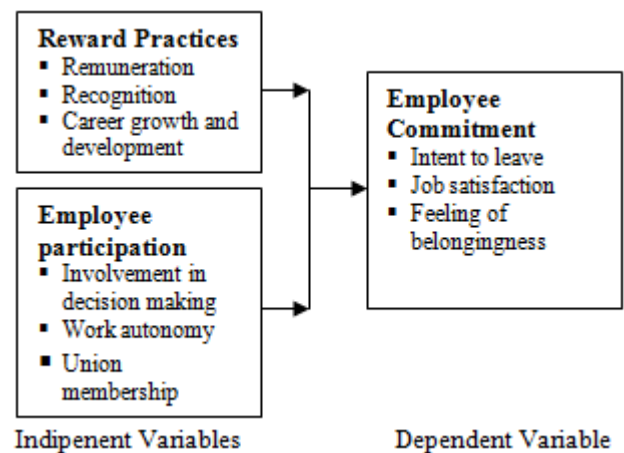 Reward Practices
▪ Remuneration
▪ Recognition
▪ Career growth and
development
Employee
participation
▪ Involvement in
decision making
▪ Work autonomy
▪ Union
membership
Employee
Commitment
▪ Intent to leave
▪ Job satisfaction
▪ Feeling of
belongingness
Indipenent Variables
Dependent Variable